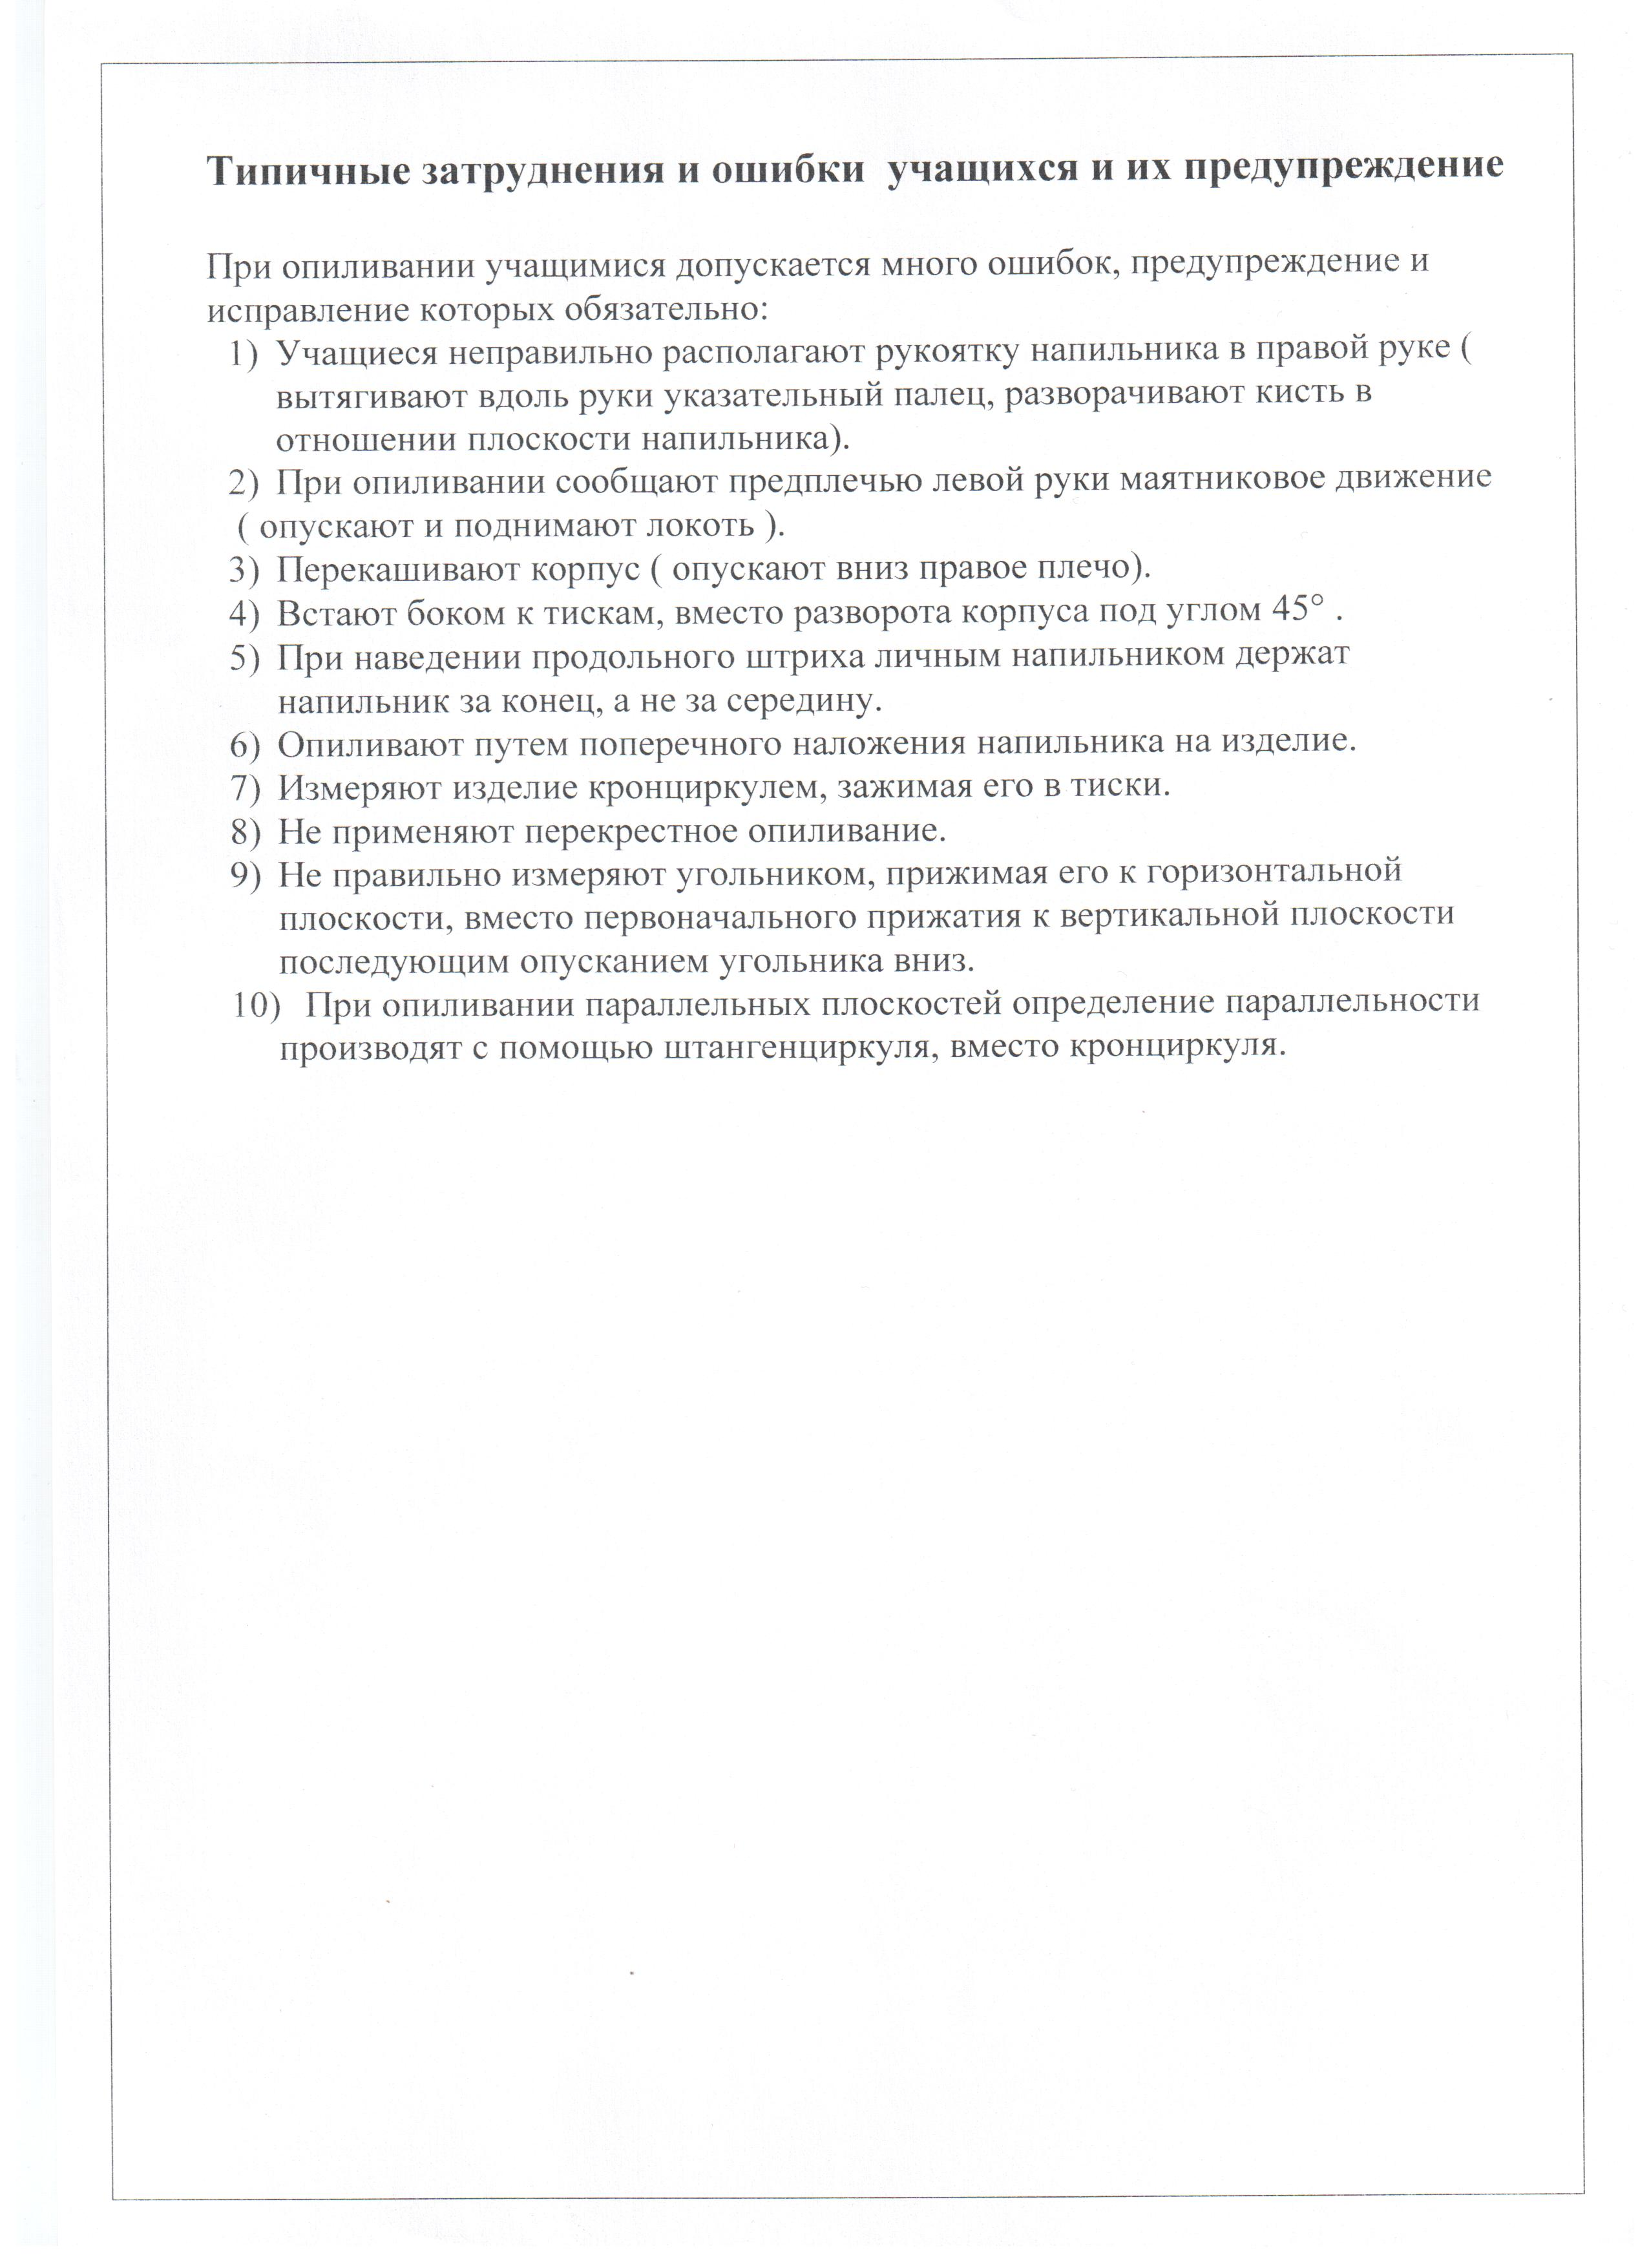 Типичные затруднения и ошибки  учащихся и их предупреждение
При опиливании учащимися допускается много ошибок, предупреждение и
исправление которых обязательно:
1) Учащиеся неправильно располагают рукоятку напильника в правой руке (
вытягивают вдоль руки указательный палец, разворачивают кисть в
отношении плоскости напильника).
2) При опиливании сообщают предплечью левой руки маятниковое движение
( опускают и поднимают локоть ).
3) Перекашивают корпус ( опускают вниз правое плечо).
4) Встают боком к тискам, вместо разворота корпуса под углом 45° .
5) При наведении продольного штриха личным напильником держат
напильник за конец, а не за середину.
6) Опиливают путем поперечного наложения напильника на изделие.
7) Измеряют изделие кронциркулем, зажимая его в тиски.
8) Не применяют перекрестное опиливание.
9) Не правильно измеряют угольником, прижимая его к горизонтальной
плоскости, вместо первоначального прижатия к вертикальной плоскости
последующим опусканием угольника вниз.
10) При опиливании параллельных плоскостей определение параллельности
производят с помощью штангенциркуля, вместо кронциркуля.